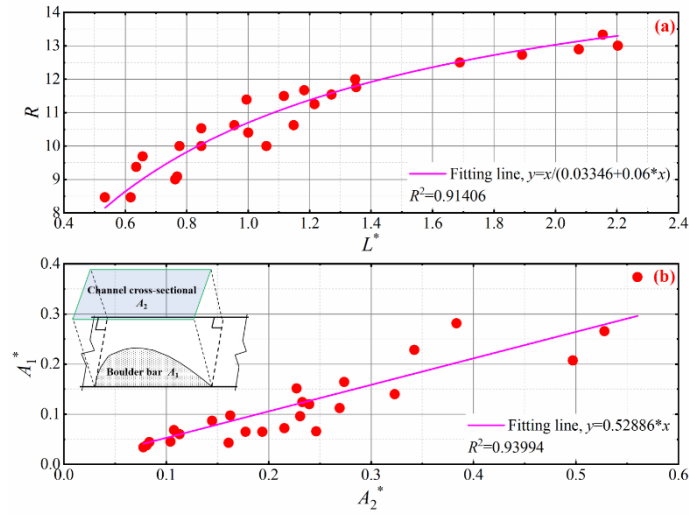 14
13
12
11
10
9
8
R
(a)
Fitting line, y=x/(0.03346+0.06*x)
R²=0.91406
0.4 0.6 0.8 1.0 1.2 1.4 1.6 1.8 2.0 2.2 2.4
L*
0.4
0.3
0.2
0.1
0.0
A₁*
(b)
Channel cross-sectional
A₂
Boulder bar A₁
Fitting line, y=0.52886*x
R²=0.93994
0.0 0.1 0.2 0.3 0.4 0.5 0.6
A₂*